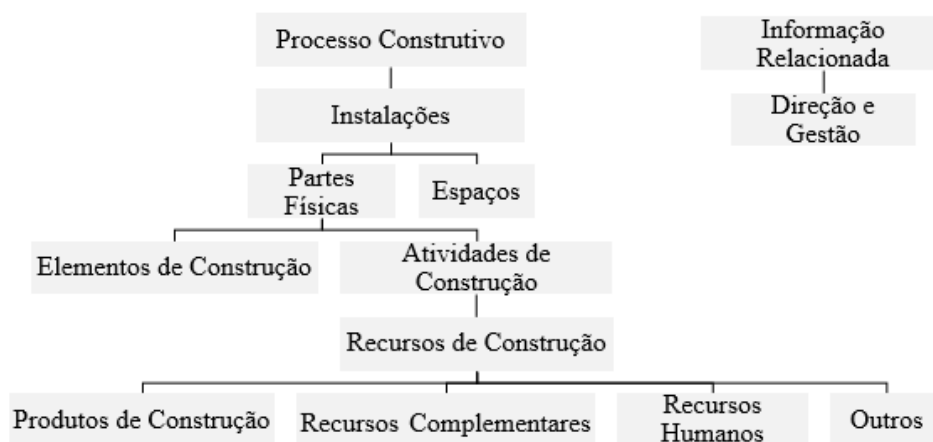 Processo Construtivo
Informação
Relacionada
Instalações
Direção e
Gestão
Partes
Físicas
Espaços
Elementos de Construção
Atividades de
Construção
Recursos de Construção
Produtos de Construção
Recursos Complementares
Recursos
Humanos
Outros